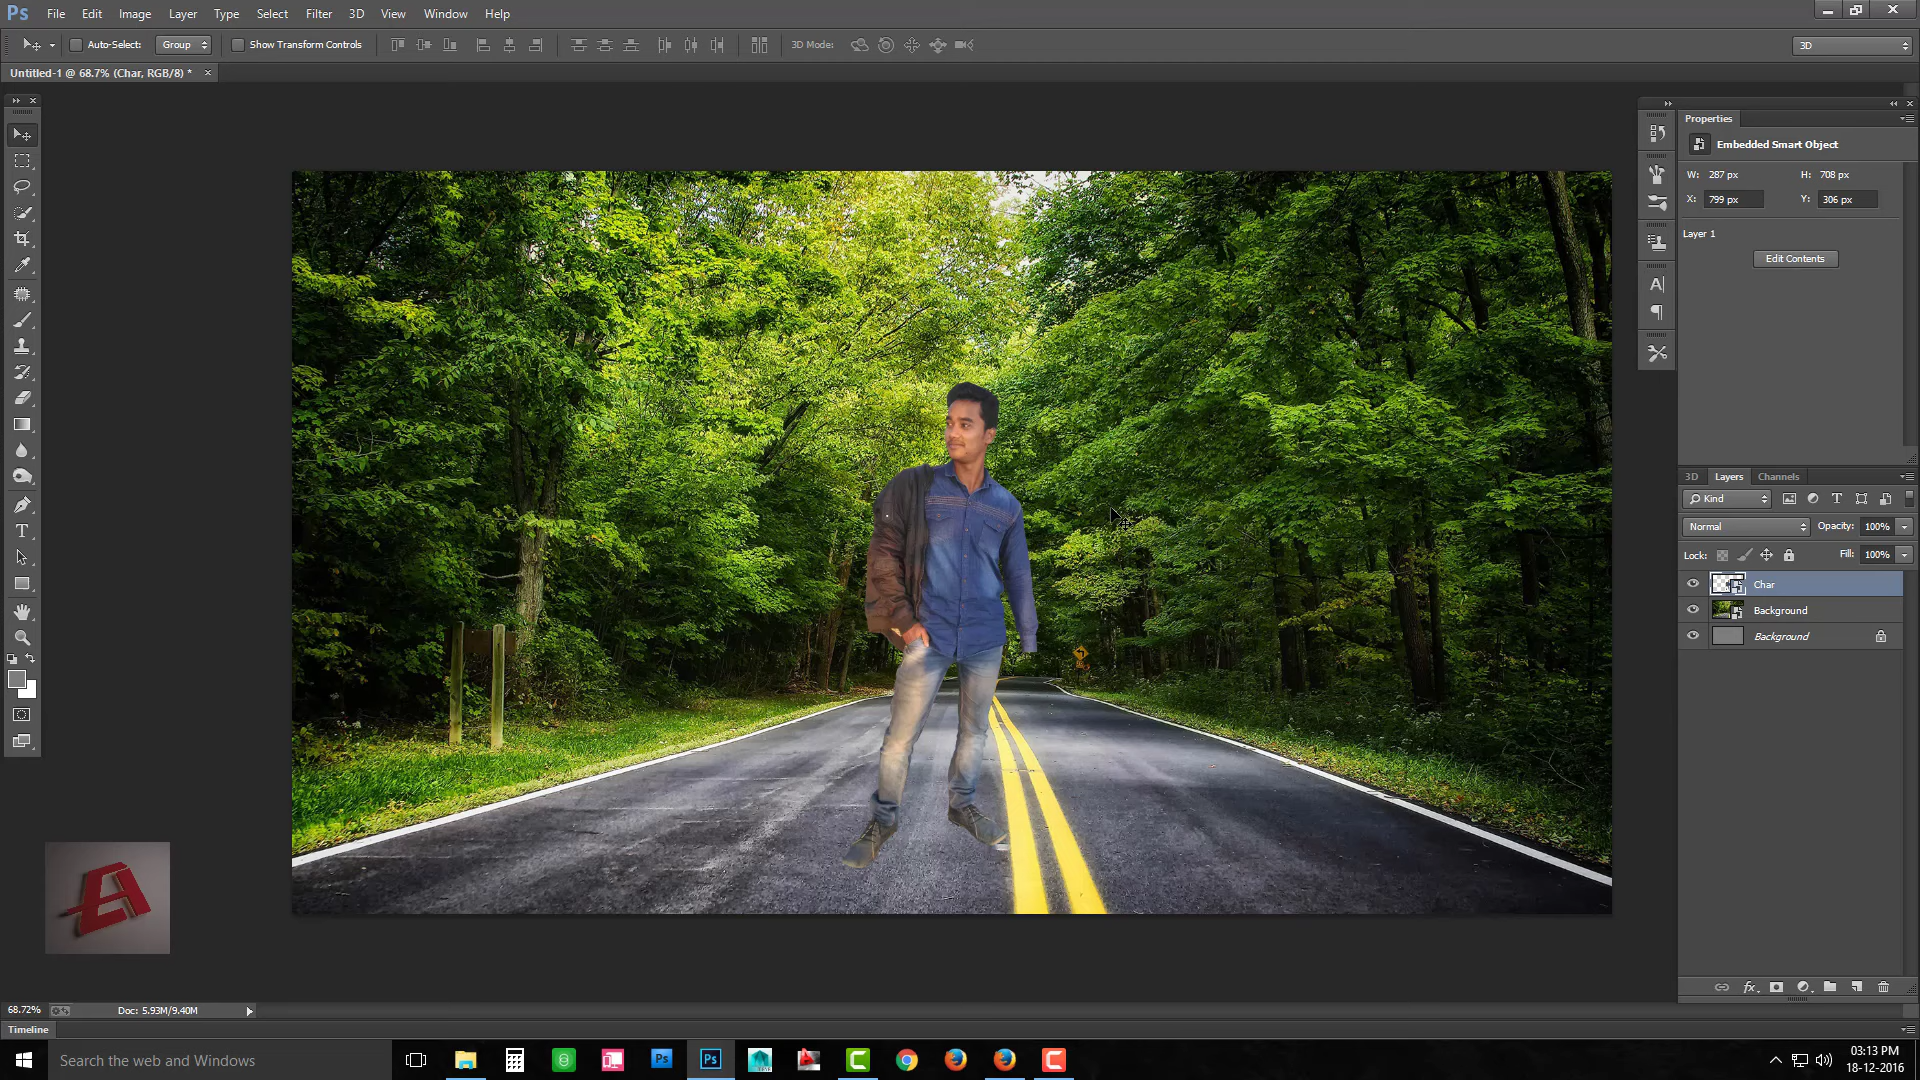 Ps File Edit Image Layer Type Select Filter 3D View Window Help
Auto-Select: Group Show Transform Controls 3D Mode: 3D
Untitled-1 @ 68.7% (Char, RGB/8) * ×
Properties
Embedded Smart Object
W: 287 px H: 708 px
X: 799 px Y: 306 px
Layer 1
Edit Contents
3D Layers Channels
Kind
Normal Opacity: 100%
Lock: Fill: 100%
Char
Background
Background
68.72% Doc: 5.93M/9.40M
Timeline
Search the web and Windows
Ps Ps
03:13 PM
18-12-2016